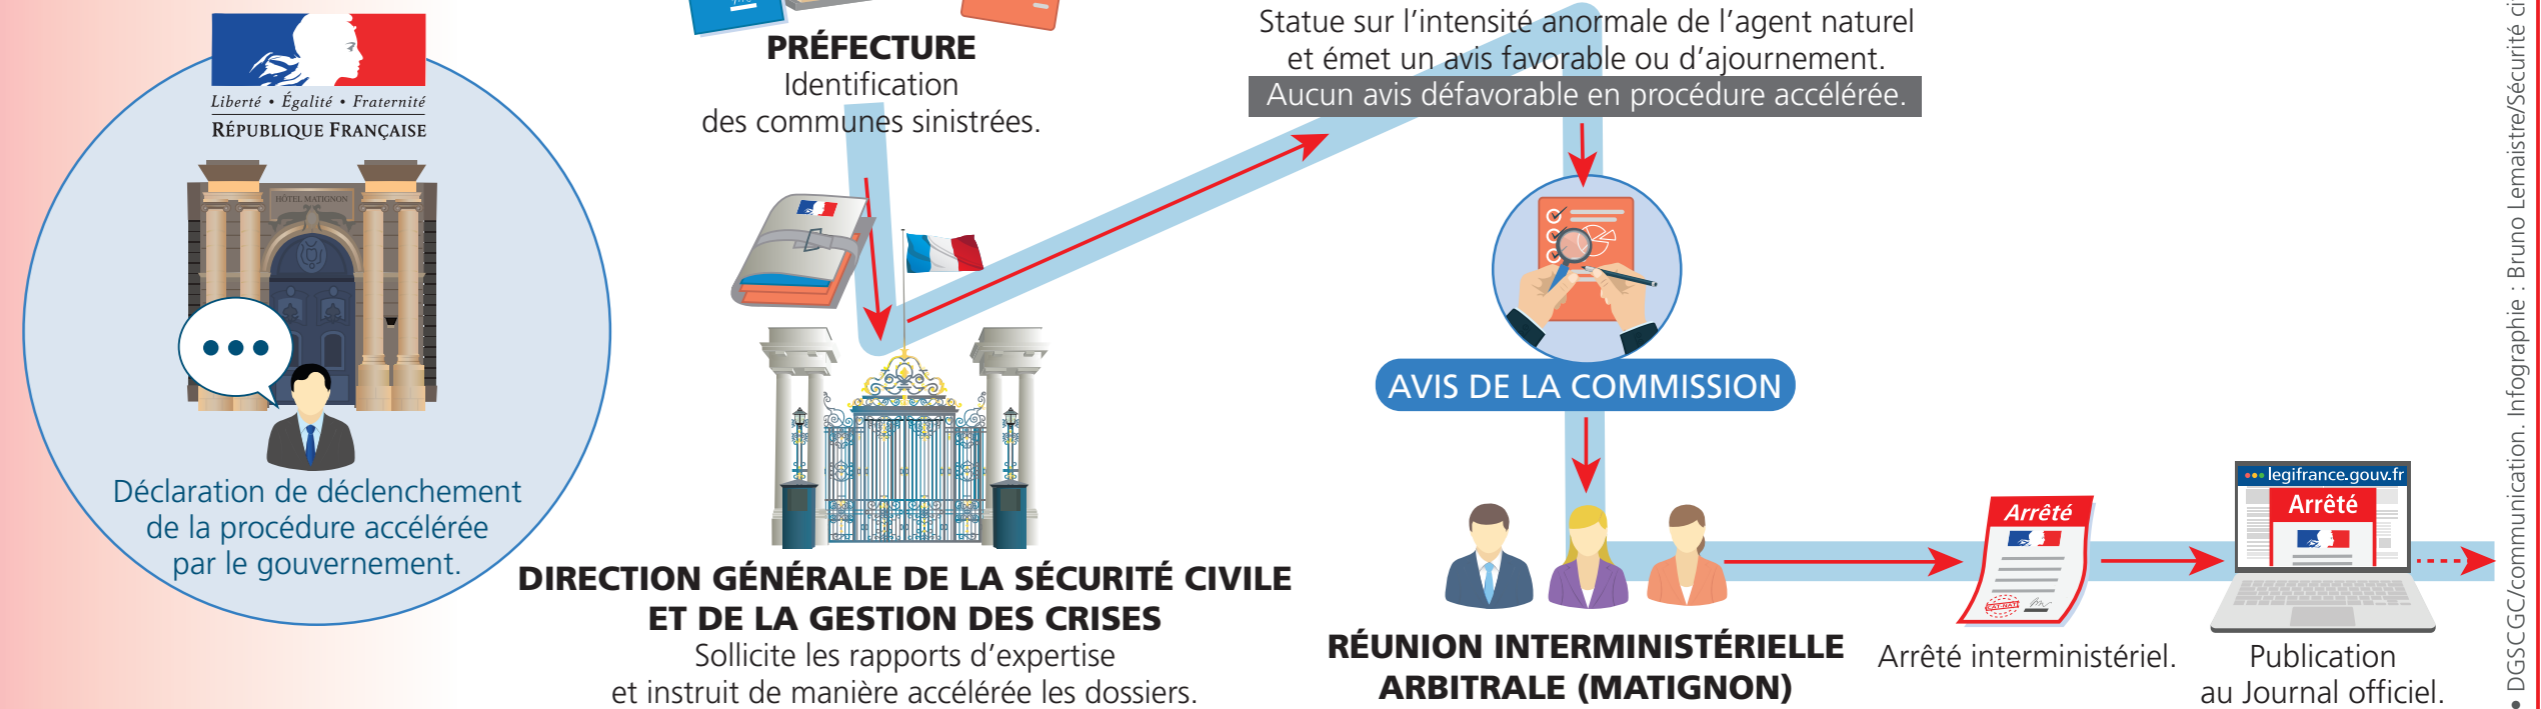 Liberté • Égalité • Fraternité
RÉPUBLIQUE FRANÇAISE
HÔTEL MATIGNON
Déclaration de déclenchement
de la procédure accélérée
par le gouvernement.
PRÉFECTURE
Identification
des communes sinistrées.
DIRECTION GÉNÉRALE DE LA SÉCURITÉ CIVILE
ET DE LA GESTION DES CRISES
Sollicite les rapports d’expertise
et instruit de manière accélérée les dossiers.
Statue sur l’intensité anormale de l’agent naturel
et émet un avis favorable ou d’ajournement.
Aucun avis défavorable en procédure accélérée.
AVIS DE LA COMMISSION
RÉUNION INTERMINISTÉRIELLE
ARBITRALE (MATIGNON)
Arrêté
CAT-NAT
Arrêté interministériel.
legifrance.gouv.fr
Arrêté
Publication
au Journal officiel.
• DGSCGC/communication. Infographie : Bruno Lemaistre/Sécurité ci